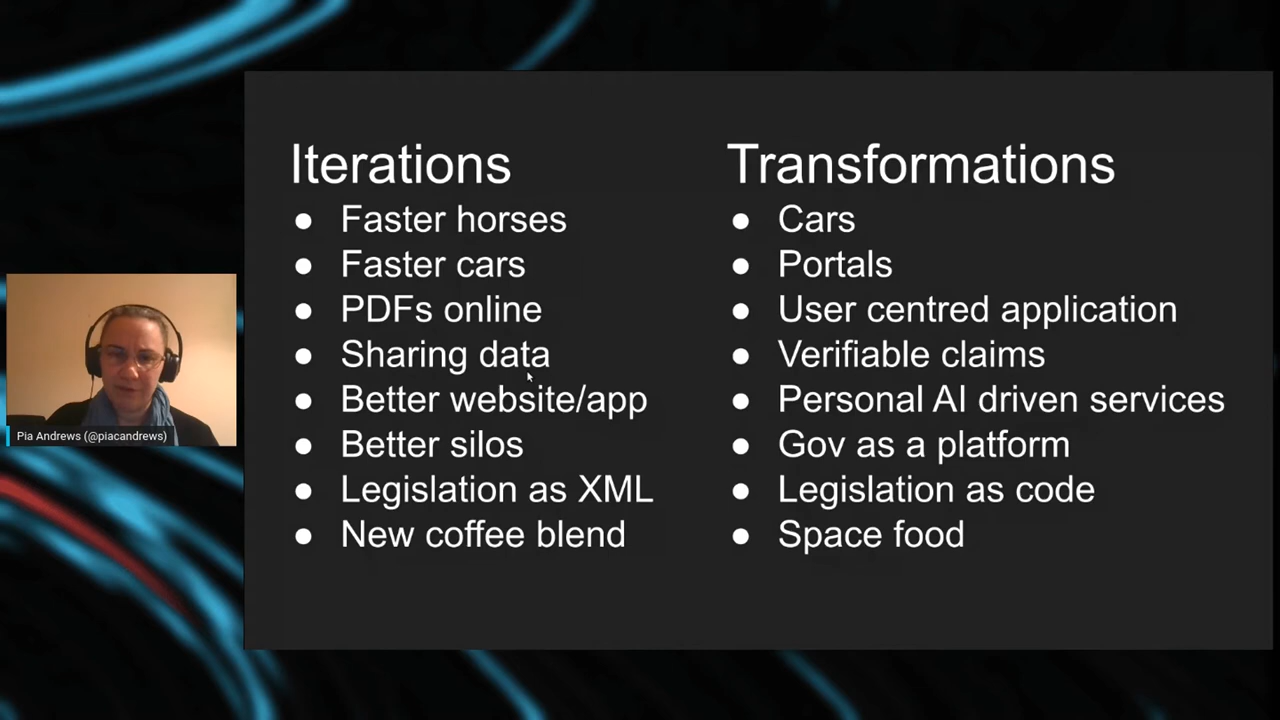 Iterations
Faster horses
Faster cars
PDFs online
Sharing data
Better website/app
Better silos
Legislation as XML
New coffee blend
Transformations
Cars
Portals
User centred application
Verifiable claims
Personal AI driven services
Gov as a platform
Legislation as code
Space food
Pia Andrews (@piacandrews)